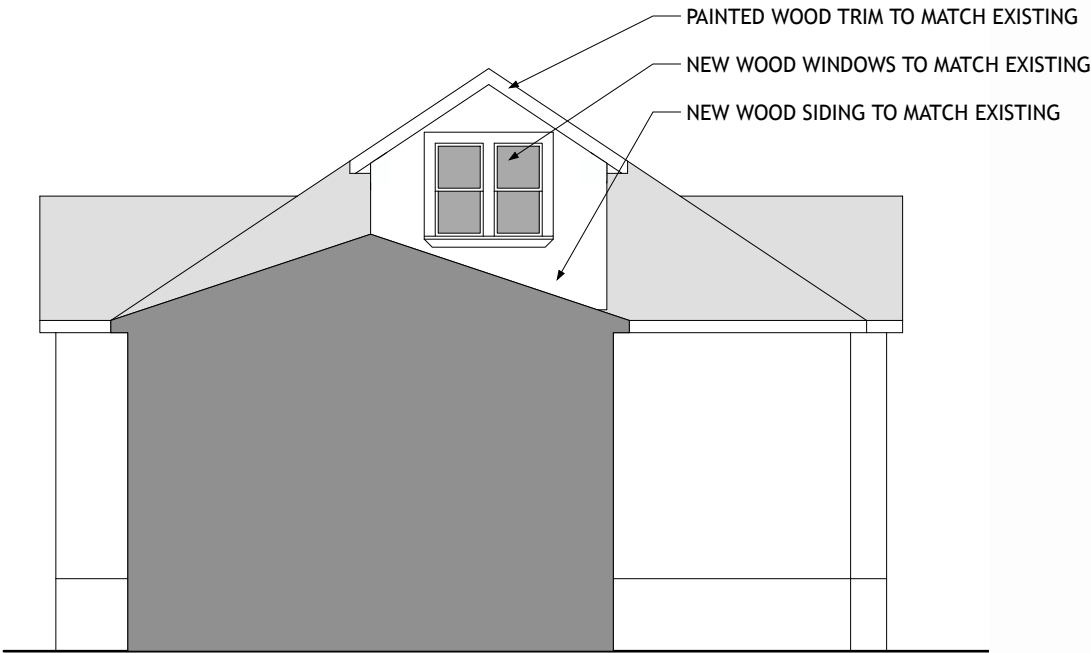 PAINTED WOOD TRIM TO MATCH EXISTING
NEW WOOD WINDOWS TO MATCH EXISTING
NEW WOOD SIDING TO MATCH EXISTING